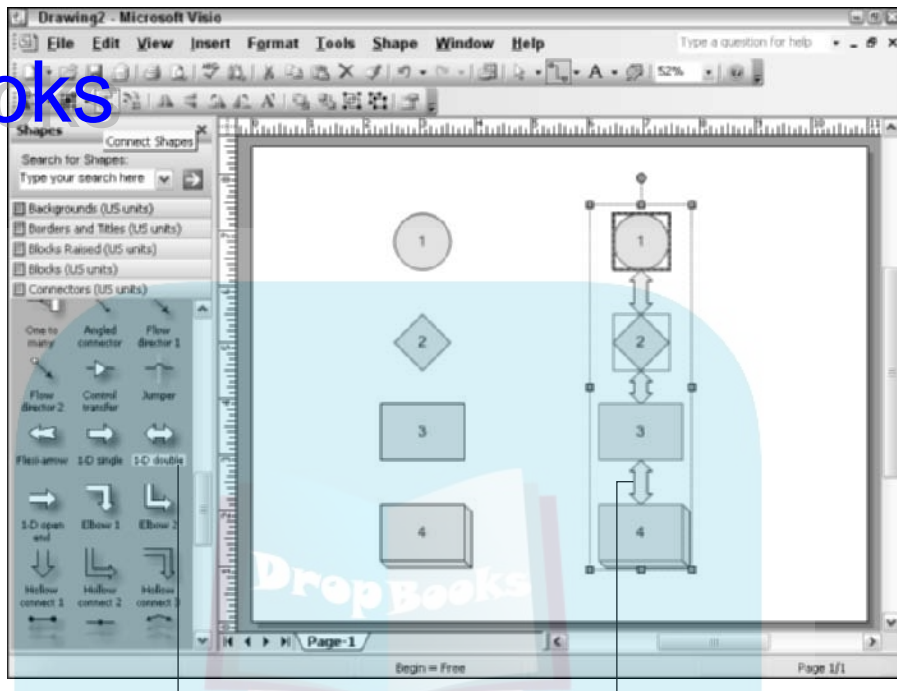 Drawing2 - Microsoft Visio
File Edit View Insert Format Tools Shape Window Help Type a question for help
A 52%
oks
Shapes
Connect Shapes
Search for Shapes:
Type your search here
Backgrounds (US units)
Borders and Titles (US units)
Blocks Raised (US units)
Blocks (US units)
Connectors (US units)
One to many
Angled connector
Flow director 1
Flow director 2
Control transfer
Jumper
Flexi-arrow
1-D single
1-D double
1-D open end
Elbow 1
Elbow 2
Hollow connect 1
Hollow connect 2
Hollow connect 3
1 1
2 2
3 3
4 4
DropBooks
Page-1
Begin = Free Page 1/1